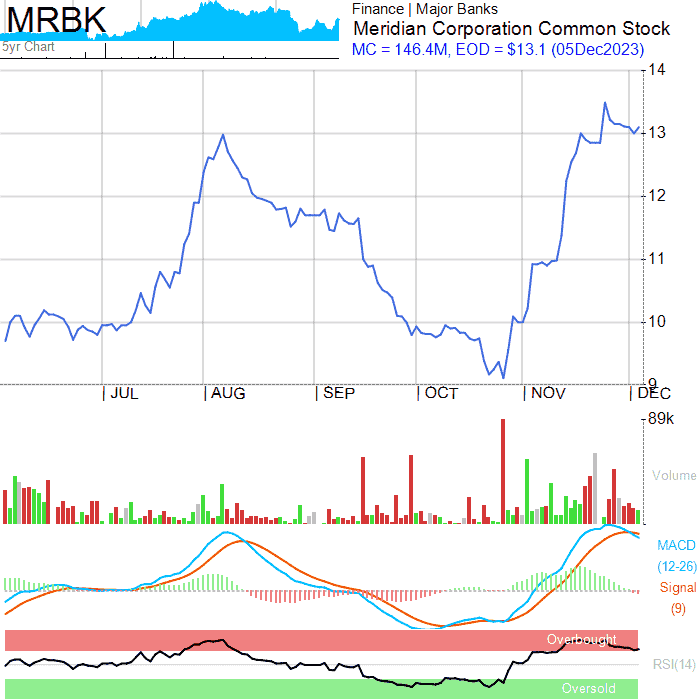 MRBK
5yr Chart
Finance | Major Banks
Meridian Corporation Common Stock
MC = 146.4M, EOD = $13.1 (05Dec2023)
14
13
12
11
10
9
JUL AUG SEP OCT NOV DEC
89k
Volume
MACD
(12-26)
Signal
(9)
Overbought
RSI(14)
Oversold